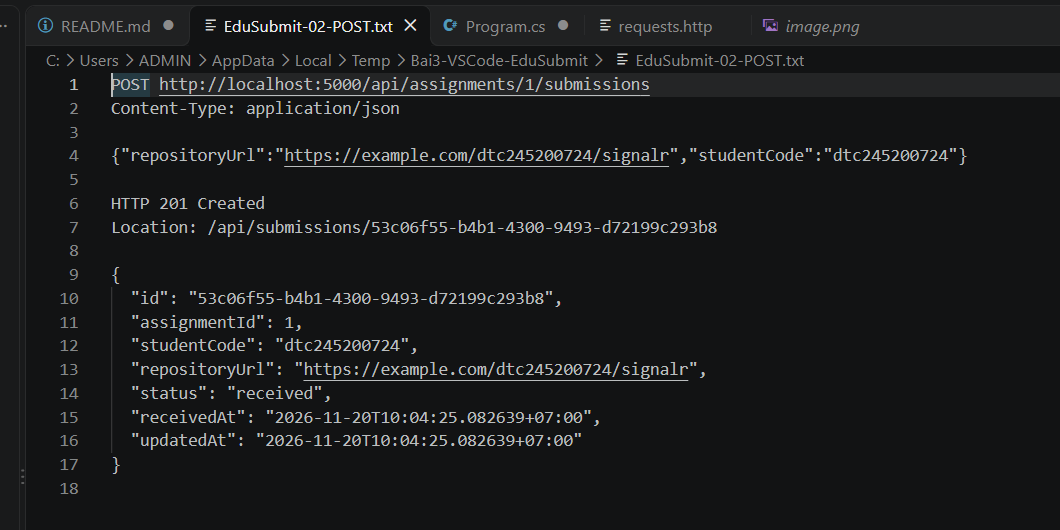 README.md
EduSubmit-02-POST.txt
Program.cs
requests.http
image.png
C: > Users > ADMIN > AppData > Local > Temp > Bai3-VSCode-EduSubmit > EduSubmit-02-POST.txt
1 POST http://localhost:5000/api/assignments/1/submissions
2 Content-Type: application/json
3
4 {"repositoryUrl":"https://example.com/dtc245200724/signalr","studentCode":"dtc245200724"}
5
6 HTTP 201 Created
7 Location: /api/submissions/53c06f55-b4b1-4300-9493-d72199c293b8
8
9 {
10 "id": "53c06f55-b4b1-4300-9493-d72199c293b8",
11 "assignmentId": 1,
12 "studentCode": "dtc245200724",
13 "repositoryUrl": "https://example.com/dtc245200724/signalr",
14 "status": "received",
15 "receivedAt": "2026-11-20T10:04:25.082639+07:00",
16 "updatedAt": "2026-11-20T10:04:25.082639+07:00"
17 }
18